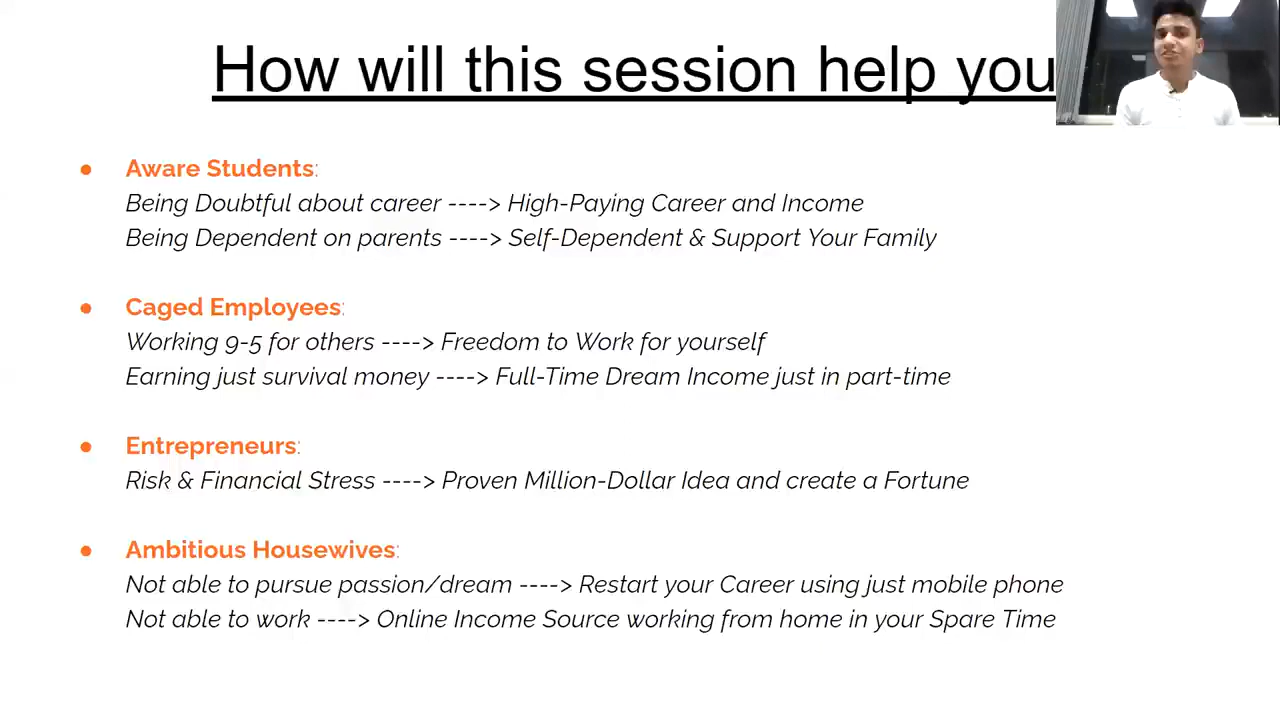 How will this session help you
● Aware Students:
Being Doubtful about career ----> High-Paying Career and Income
Being Dependent on parents ----> Self-Dependent & Support Your Family
● Caged Employees:
Working 9-5 for others ----> Freedom to Work for yourself
Earning just survival money ----> Full-Time Dream Income just in part-time
● Entrepreneurs:
Risk & Financial Stress ----> Proven Million-Dollar Idea and create a Fortune
● Ambitious Housewives:
Not able to pursue passion/dream ----> Restart your Career using just mobile phone
Not able to work ----> Online Income Source working from home in your Spare Time